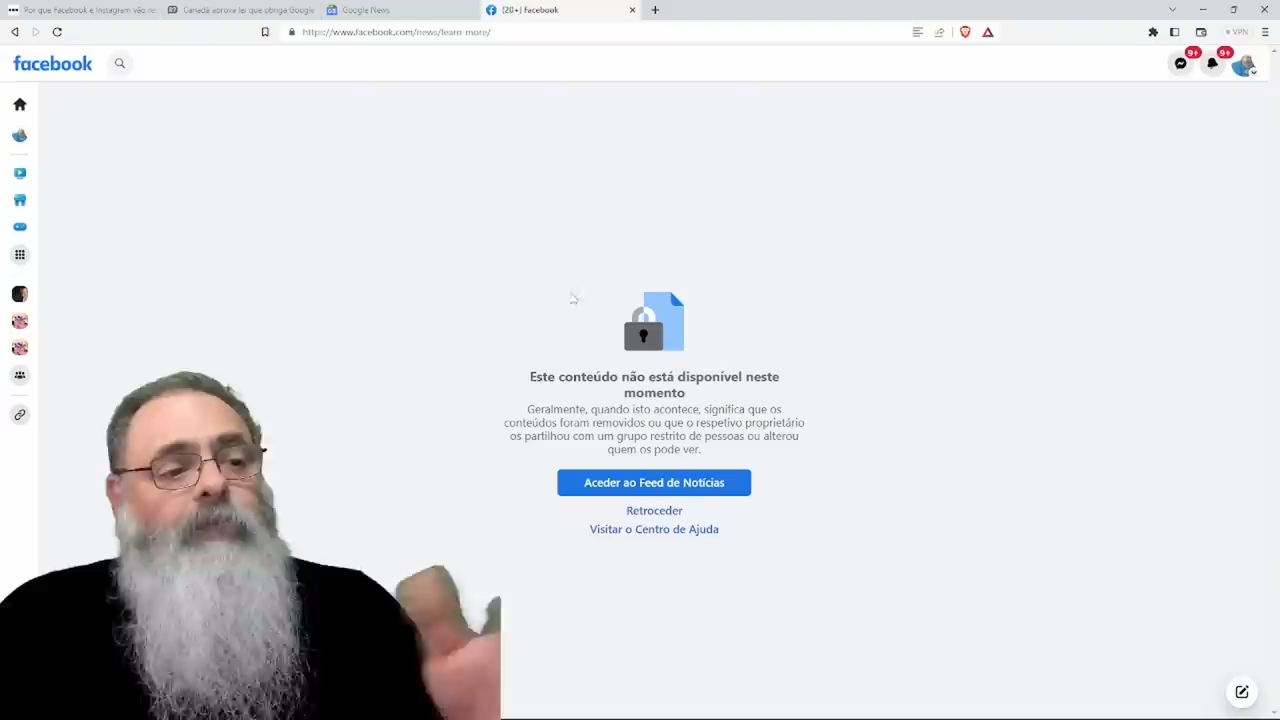 Por que Facebook e Instagram vão re
Canadá aprova lei que obriga Google
Google News
(20+) Facebook
https://www.facebook.com/news/learn-more/
VPN
facebook
9+
9+
Este conteúdo não está disponível neste
momento
Geralmente, quando isto acontece, significa que os
conteúdos foram removidos ou que o respetivo proprietário
os partilhou com um grupo restrito de pessoas ou alterou
quem os pode ver.
Aceder ao Feed de Notícias
Retroceder
Visitar o Centro de Ajuda